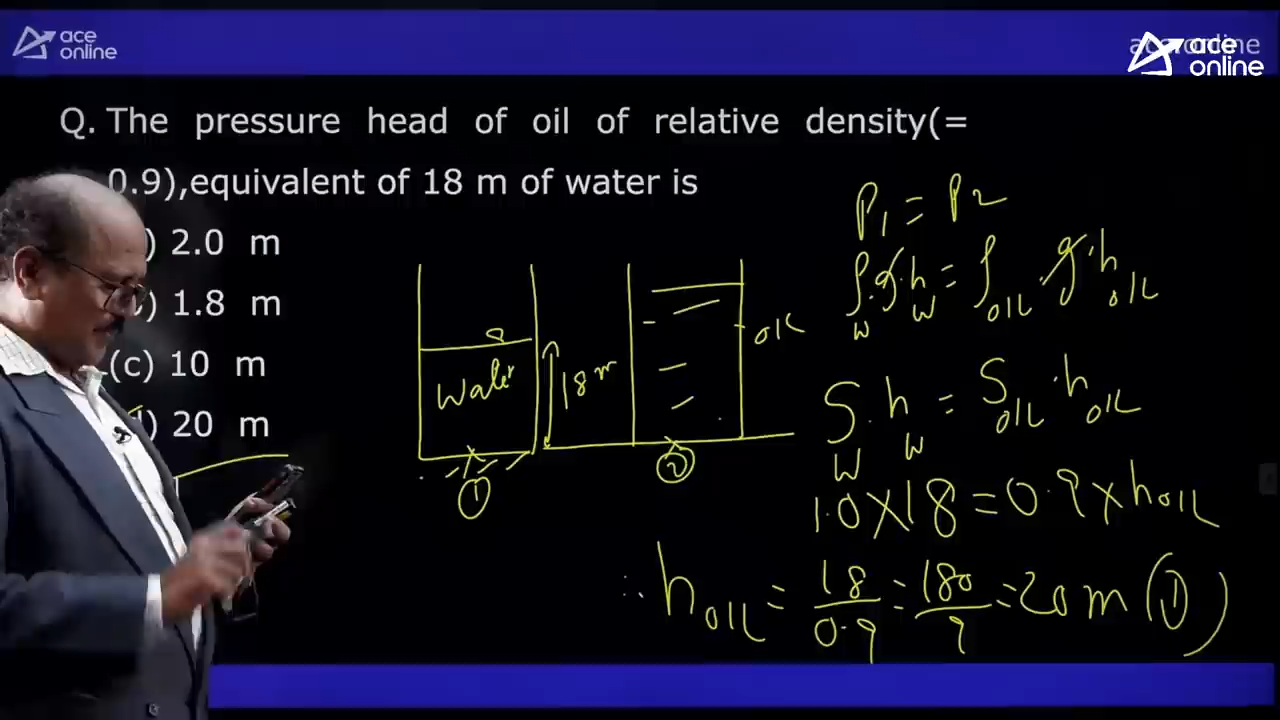 ace
online
ace
online
Q. The pressure head of oil of relative density(=
0.9),equivalent of 18 m of water is
) 2.0 m
) 1.8 m
(c) 10 m
) 20 m
P1 = P2
ρw.g.hw = ρOIL.g.hOIL
Sw.hw = SOIL.hOIL
1.0×18 = 0.9×hOIL
∴ hOIL = 18/0.9 = 180/9 = 20m (D)
Water
18 m
OIL
①
②